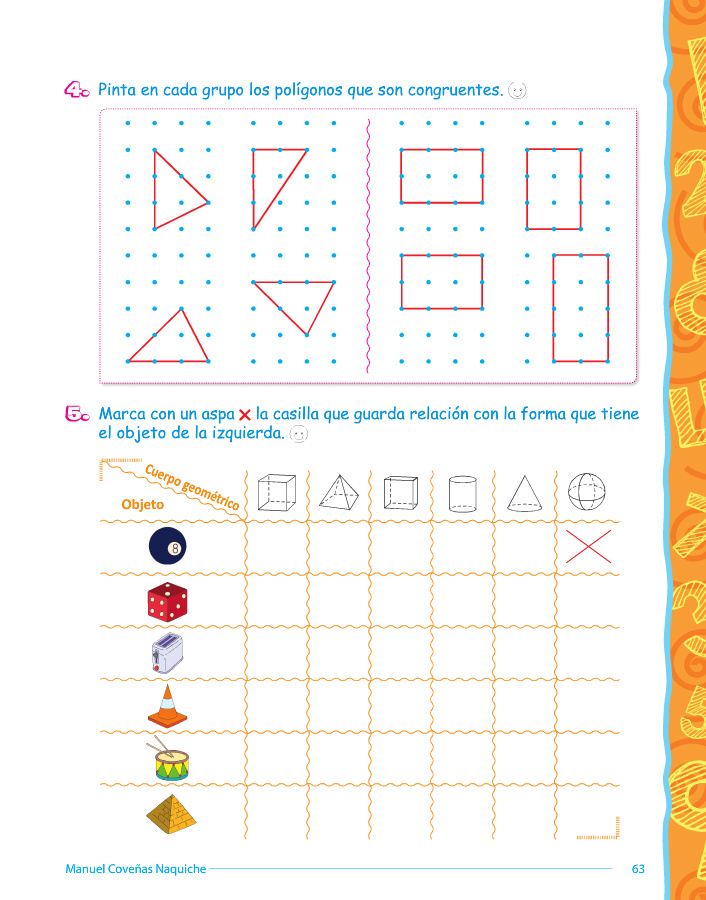 4. Pinta en cada grupo los polígonos que son congruentes.
5. Marca con un aspa la casilla que guarda relación con la forma que tiene
el objeto de la izquierda.
Cuerpo geométrico
Objeto
8
Manuel Coveñas Naquiche
63